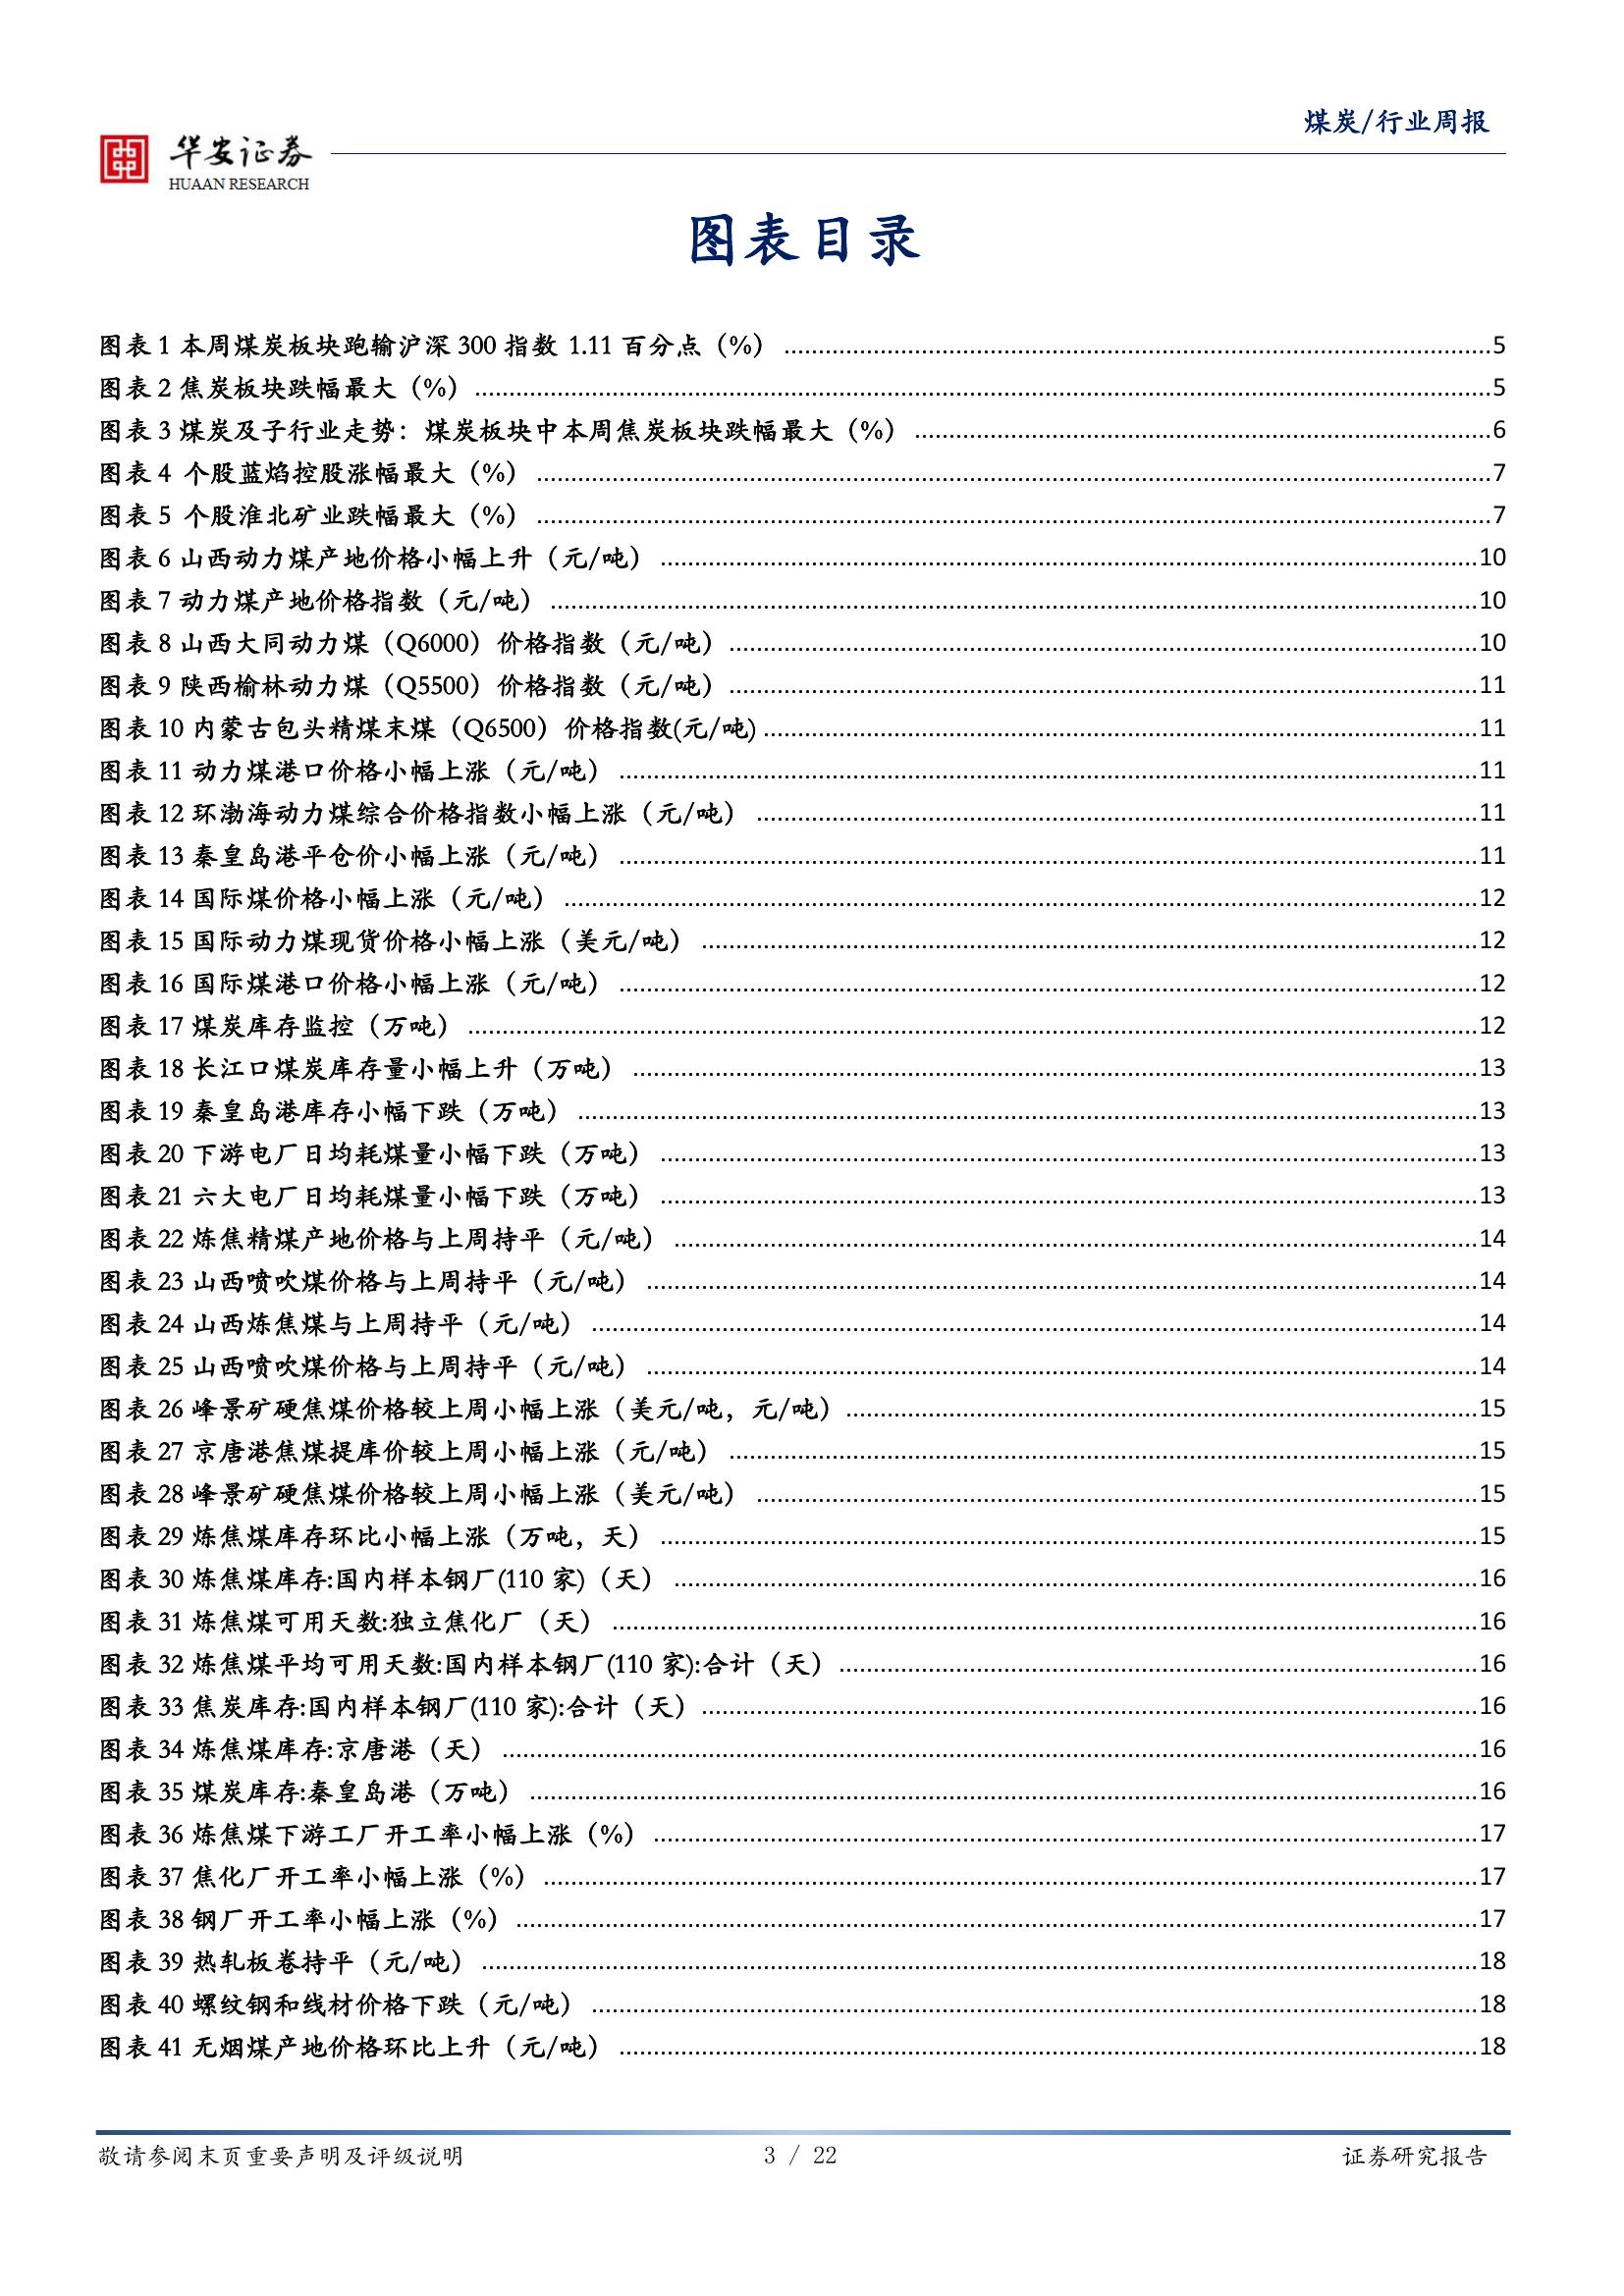 煤炭/行业周报
华安证券
HUAAN RESEARCH
图表目录
图表 1 本周煤炭板块跑输沪深 300 指数 1.11 百分点（%） 5
图表 2 焦炭板块跌幅最大（%） 5
图表 3 煤炭及子行业走势：煤炭板块中本周焦炭板块跌幅最大（%） 6
图表 4 个股蓝焰控股涨幅最大（%） 7
图表 5 个股淮北矿业跌幅最大（%） 7
图表 6 山西动力煤产地价格小幅上升（元/吨） 10
图表 7 动力煤产地价格指数（元/吨） 10
图表 8 山西大同动力煤（Q6000）价格指数（元/吨） 10
图表 9 陕西榆林动力煤（Q5500）价格指数（元/吨） 11
图表 10 内蒙古包头精煤末煤（Q6500）价格指数(元/吨) 11
图表 11 动力煤港口价格小幅上涨（元/吨） 11
图表 12 环渤海动力煤综合价格指数小幅上涨（元/吨） 11
图表 13 秦皇岛港平仓价小幅上涨（元/吨） 11
图表 14 国际煤价格小幅上涨（元/吨） 12
图表 15 国际动力煤现货价格小幅上涨（美元/吨） 12
图表 16 国际煤港口价格小幅上涨（元/吨） 12
图表 17 煤炭库存监控（万吨） 12
图表 18 长江口煤炭库存量小幅上升（万吨） 13
图表 19 秦皇岛港库存小幅下跌（万吨） 13
图表 20 下游电厂日均耗煤量小幅下跌（万吨） 13
图表 21 六大电厂日均耗煤量小幅下跌（万吨） 13
图表 22 炼焦精煤产地价格与上周持平（元/吨） 14
图表 23 山西喷吹煤价格与上周持平（元/吨） 14
图表 24 山西炼焦煤与上周持平（元/吨） 14
图表 25 山西喷吹煤价格与上周持平（元/吨） 14
图表 26 峰景矿硬焦煤价格较上周小幅上涨（美元/吨，元/吨） 15
图表 27 京唐港焦煤提库价较上周小幅上涨（元/吨） 15
图表 28 峰景矿硬焦煤价格较上周小幅上涨（美元/吨） 15
图表 29 炼焦煤库存环比小幅上涨（万吨，天） 15
图表 30 炼焦煤库存:国内样本钢厂(110 家)（天） 16
图表 31 炼焦煤可用天数:独立焦化厂（天） 16
图表 32 炼焦煤平均可用天数:国内样本钢厂(110 家):合计（天） 16
图表 33 焦炭库存:国内样本钢厂(110 家):合计（天） 16
图表 34 炼焦煤库存:京唐港（天） 16
图表 35 煤炭库存:秦皇岛港（万吨） 16
图表 36 炼焦煤下游工厂开工率小幅上涨（%） 17
图表 37 焦化厂开工率小幅上涨（%） 17
图表 38 钢厂开工率小幅上涨（%） 17
图表 39 热轧板卷持平（元/吨） 18
图表 40 螺纹钢和线材价格下跌（元/吨） 18
图表 41 无烟煤产地价格环比上升（元/吨） 18
敬请参阅末页重要声明及评级说明
3 / 22
证券研究报告